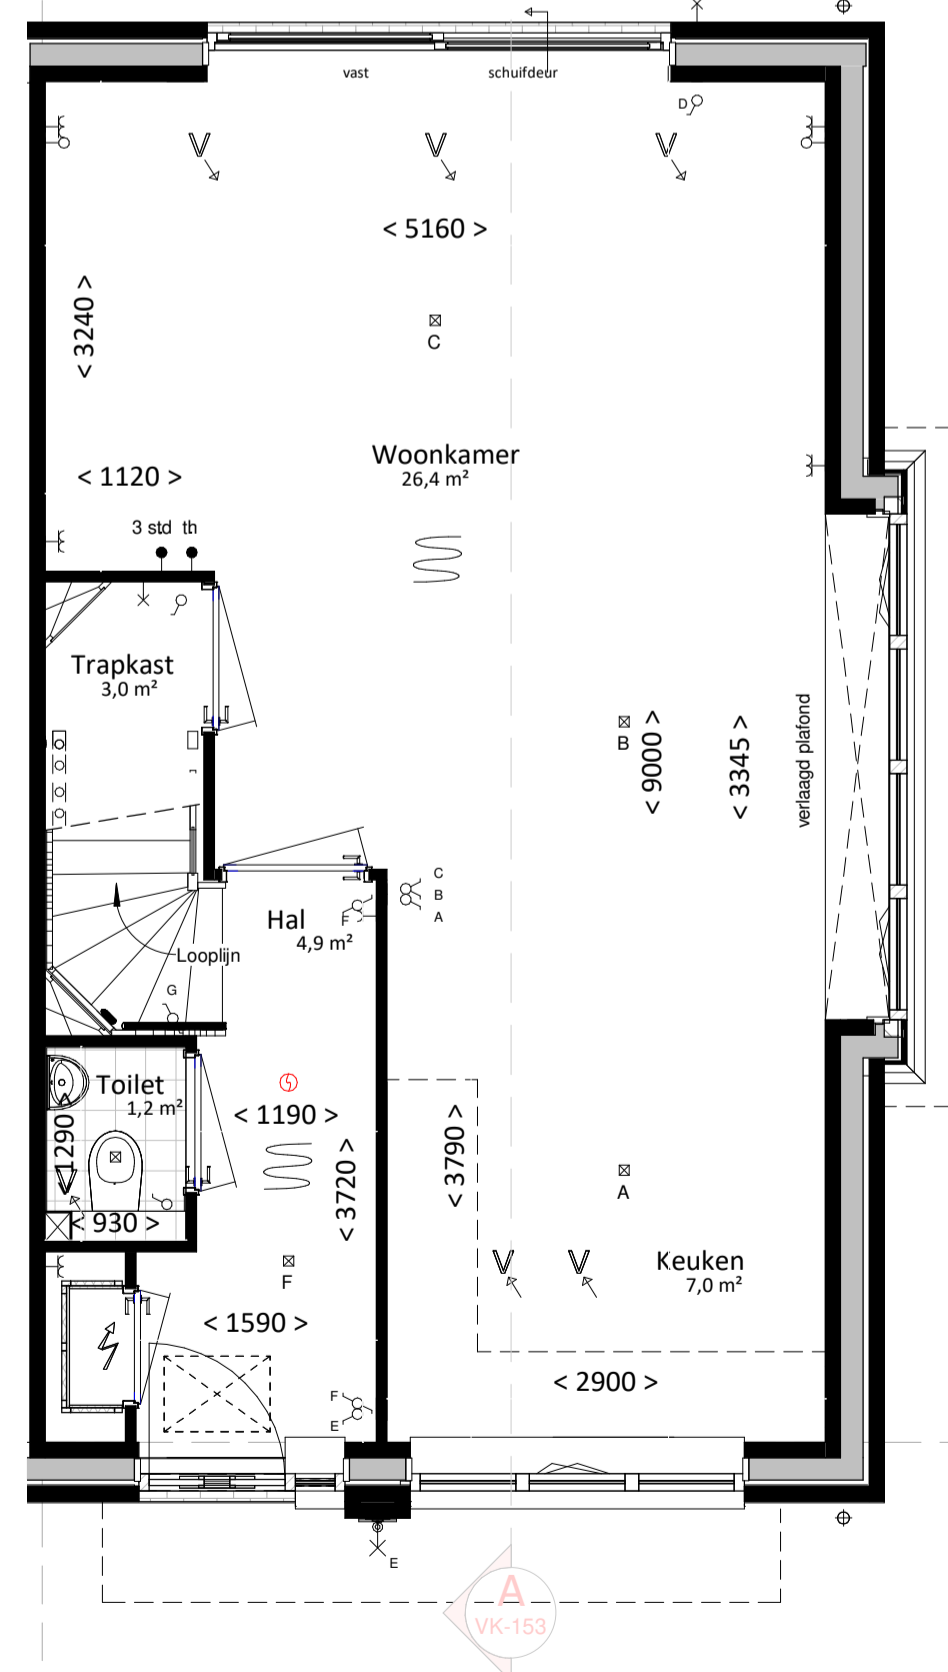 vast
schuifdeur
D
V
V
V
< 5160 >
< 3240 >
C
Woonkamer
26,4 m²
< 1120 >
3 std th
Trapkast
3,0 m²
B
< 9000 >
< 3345 >
verlaagd plafond
C
B
A
Hal
4,9 m²
F
Looplijn
G
Toilet
1,2 m²
1290 >
< 930 >
< 1190 >
< 3720 >
< 3790 >
A
V
V
Keuken
7,0 m²
F
< 1590 >
< 2900 >
F
E
E
A
VK-153